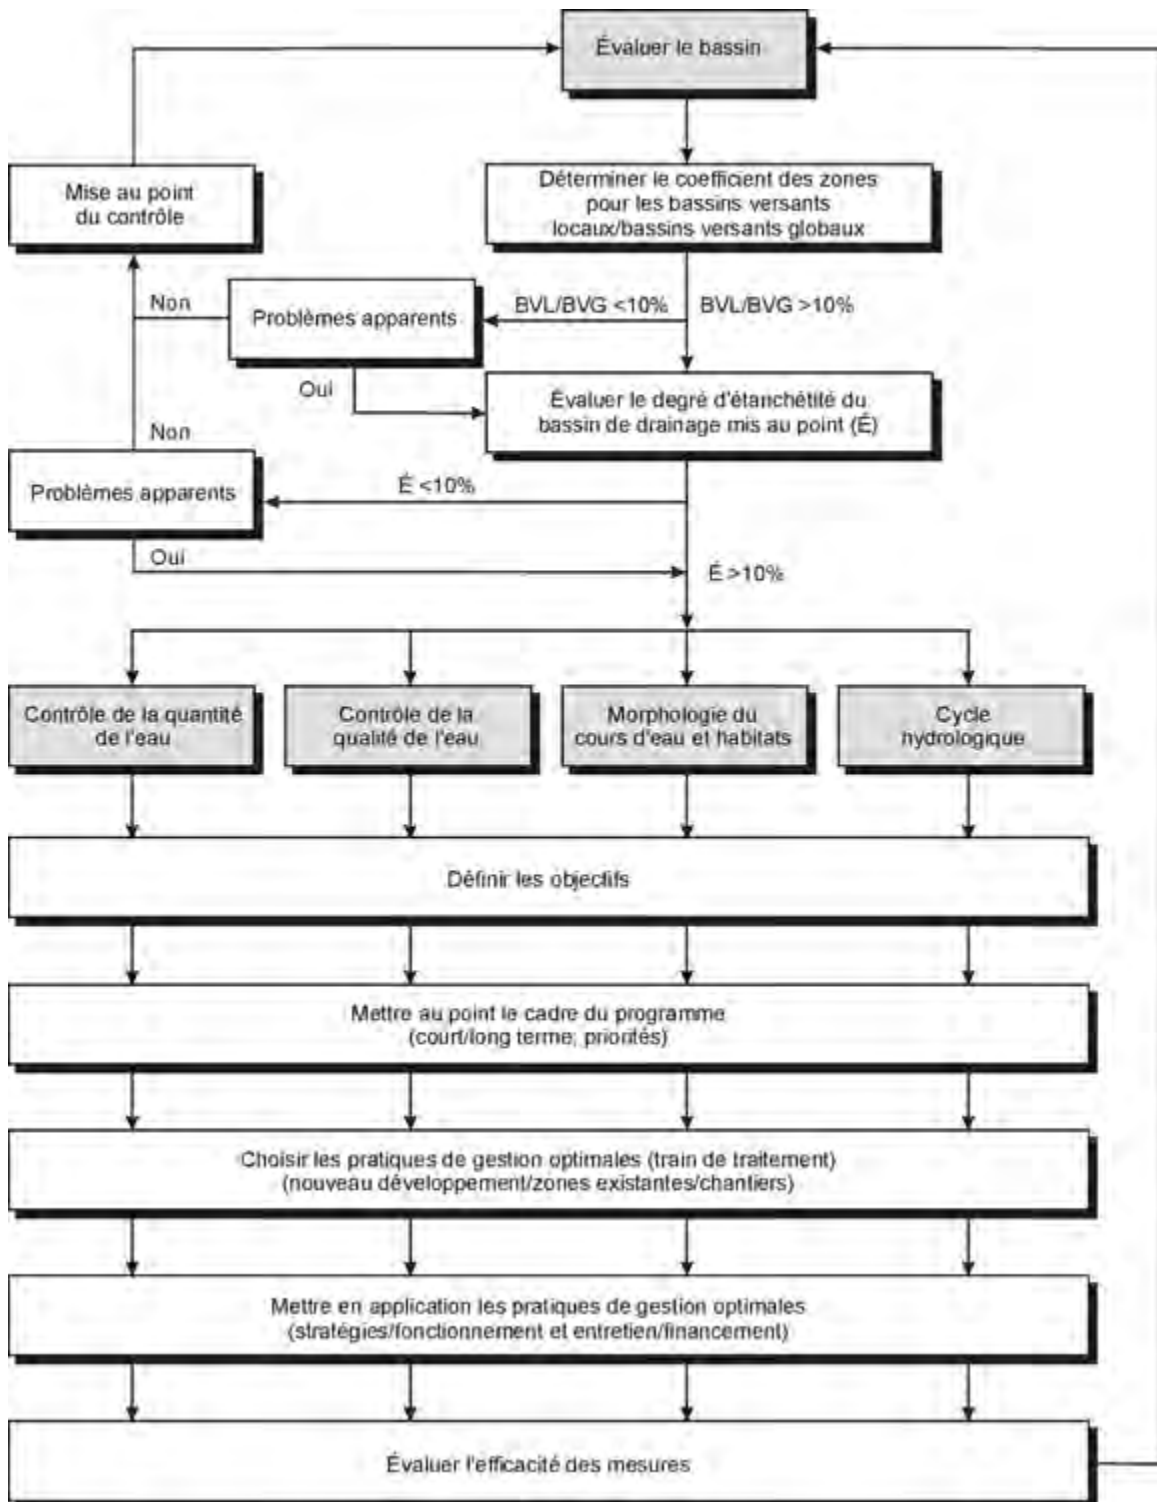 Évaluer le bassin
Mise au point
du contrôle
Déterminer le coefficient des zones
pour les bassins versants
locaux/bassins versants globaux
Non
Problèmes apparents
BVL/BVG <10%
BVL/BVG >10%
Oui
Évaluer le degré d'étanchétité du
bassin de drainage mis au point (É)
Non
Problèmes apparents
É <10%
Oui
É >10%
Contrôle de la quantité
de l'eau
Contrôle de la
qualité de l'eau
Morphologie du
cours d'eau et habitats
Cycle
hydrologique
Définir les objectifs
Mettre au point le cadre du programme
(court/long terme; priorités)
Choisir les pratiques de gestion optimales (train de traitement)
(nouveau développement/zones existantes/chantiers)
Mettre en application les pratiques de gestion optimales
(stratégies/fonctionnement et entretien/financement)
Évaluer l'efficacité des mesures